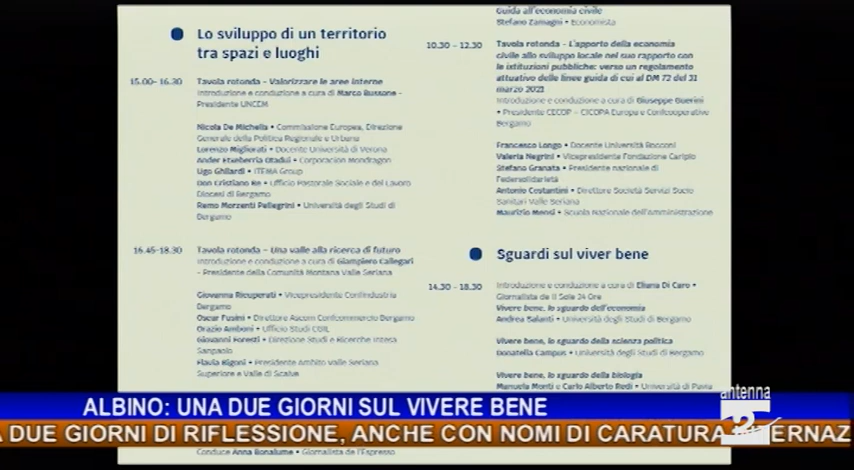 Lo sviluppo di un territorio
tra spazi e luoghi
15.00- 16.30
Tavola rotonda - Valorizzare le aree interne
Introduzione e conduzione a cura di Marco Bussone -
Presidente UNCEM
Nicola De Michelis • Commissione Europea, Direzione
Generale della Politica Regionale e Urbana
Lorenzo Migliorati • Docente Università di Verona
Ander Etxeberria Otadui • Corporacion Mondragon
Ugo Ghilardi • ITEMA Group
Don Cristiano Re • Ufficio Pastorale Sociale e del Lavoro
Diocesi di Bergamo
Remo Morzenti Pellegrini • Università degli Studi di
Bergamo
16.45-18.30
Tavola rotonda - Una valle alla ricerca di futuro
Introduzione e conduzione a cura di Giampiero Callegari
- Presidente della Comunità Montana Valle Seriana
Giovanna Ricuperati • Vicepresidente Confindustria
Bergamo
Oscar Fusini • Direttore Ascom Confcommercio Bergamo
Orazio Amboni • Ufficio Studi CGIL
Giovanni Foresti • Direzione Studi e Ricerche Intesa
Sanpaolo
Flavia Bigoni • Presidente Ambito Valle Seriana
Superiore e Valle di Scalve
Guida all'economia civile
Stefano Zamagni • Economista
10.30 - 12.30
Tavola rotonda - L'apporto della economia
civile allo sviluppo locale nel suo rapporto con
le istituzioni pubbliche: verso un regolamento
attuativo delle linee guida di cui al DM 72 del 31
marzo 2021
Introduzione e conduzione a cura di Giuseppe Guerini
• Presidente CECOP - CICOPA Europa e Confcooperative
Bergamo
Francesco Longo • Docente Università Bocconi
Valeria Negrini • Vicepresidente Fondazione Cariplo
Stefano Granata • Presidente nazionale di
Federsolidarietà
Antonio Costantini • Direttore Società Servizi Socio
Sanitari Valle Seriana
Maurizio Mensi • Scuola Nazionale dell'Amministrazione
Sguardi sul viver bene
14.30 - 18.30
Introduzione e conduzione a cura di Eliana Di Caro •
Giornalista de Il Sole 24 Ore
Vivere bene, lo sguardo dell'economia
Andrea Salanti • Università degli Studi di Bergamo
Vivere bene, lo sguardo della scienza politica
Donatella Campus • Università degli Studi di Bergamo
Vivere bene, lo sguardo della biologia
Manuela Monti e Carlo Alberto Redi • Università di Pavia
antenna
2
ALBINO: UNA DUE GIORNI SUL VIVERE BENE
A DUE GIORNI DI RIFLESSIONE, ANCHE CON NOMI DI CARATURA
Conduce Anna Bonalume • Giornalista de l'Espresso